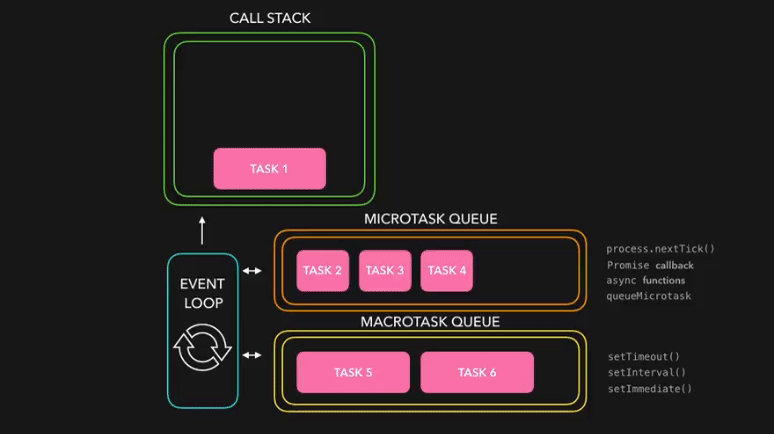 CALL STACK
TASK 1
MICROTASK QUEUE
TASK 2
TASK 3
TASK 4
process.nextTick()
Promise callback
async functions
queueMicrotask
EVENT
LOOP
MACROTASK QUEUE
TASK 5
TASK 6
setTimeout()
setInterval()
setImmediate()